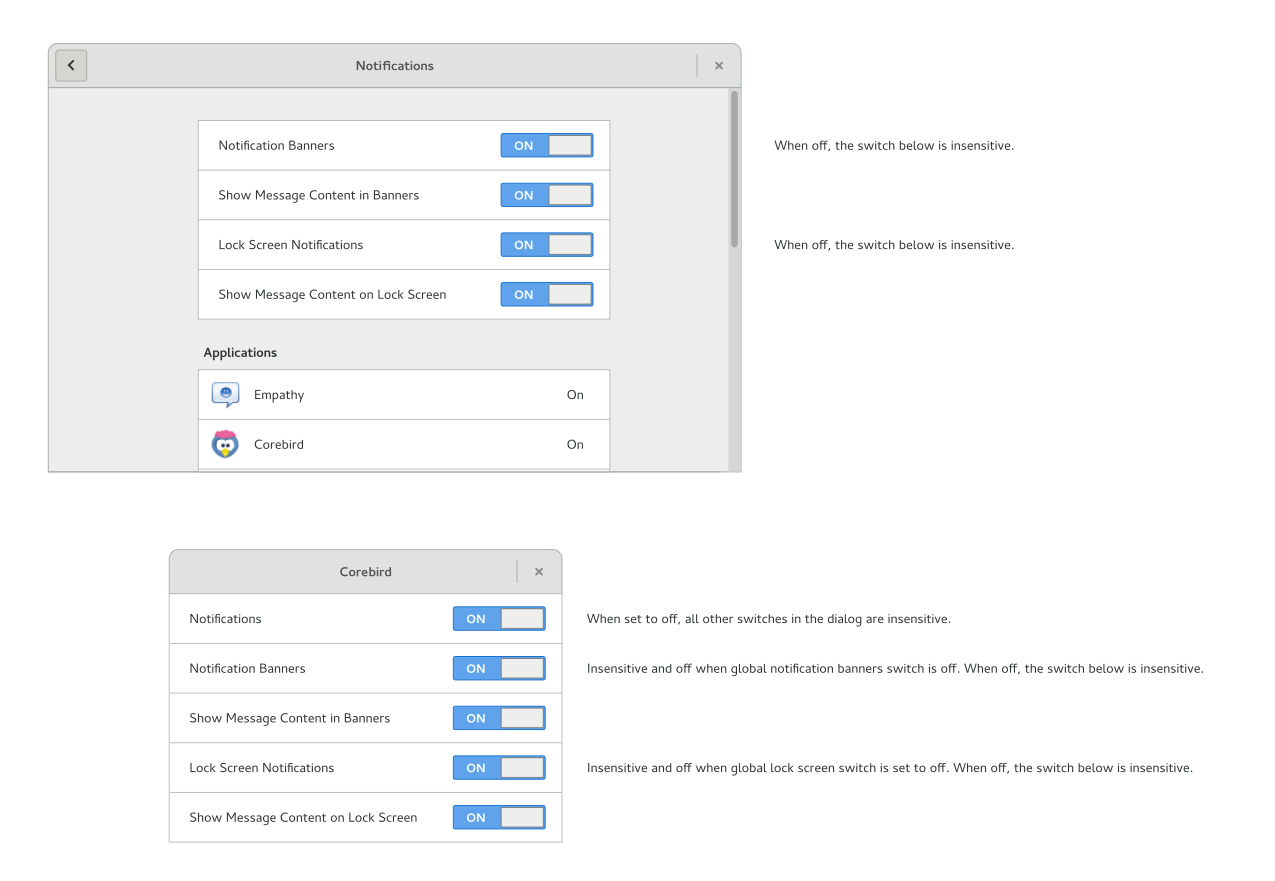 Notifications
Notification Banners ON When off, the switch below is insensitive.
Show Message Content in Banners ON
Lock Screen Notifications ON When off, the switch below is insensitive.
Show Message Content on Lock Screen ON
Applications
Empathy On
Corebird On
Corebird
Notifications ON When set to off, all other switches in the dialog are insensitive.
Notification Banners ON Insensitive and off when global notification banners switch is off. When off, the switch below is insensitive.
Show Message Content in Banners ON
Lock Screen Notifications ON Insensitive and off when global lock screen switch is set to off. When off, the switch below is insensitive.
Show Message Content on Lock Screen ON